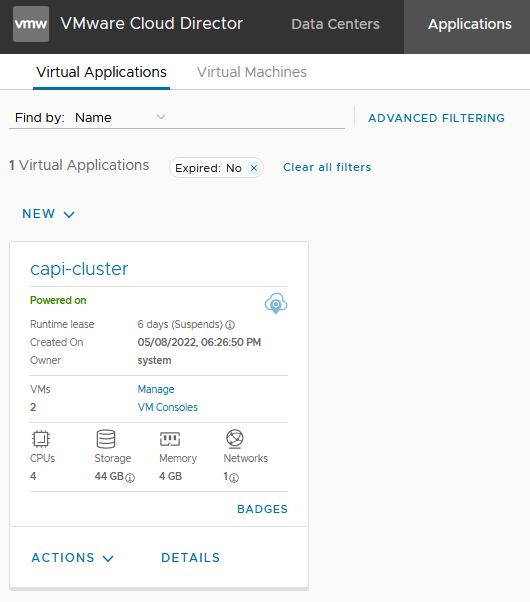 vmw VMware Cloud Director Data Centers Applications
Virtual Applications Virtual Machines
Find by: Name ADVANCED FILTERING
1 Virtual Applications Expired: No × Clear all filters
NEW
capi-cluster
Powered on
Runtime lease 6 days (Suspends)
Created On 05/08/2022, 06:26:50 PM
Owner system
VMs Manage
2 VM Consoles
CPUs Storage Memory Networks
4 44 GB 4 GB 1
BADGES
ACTIONS DETAILS